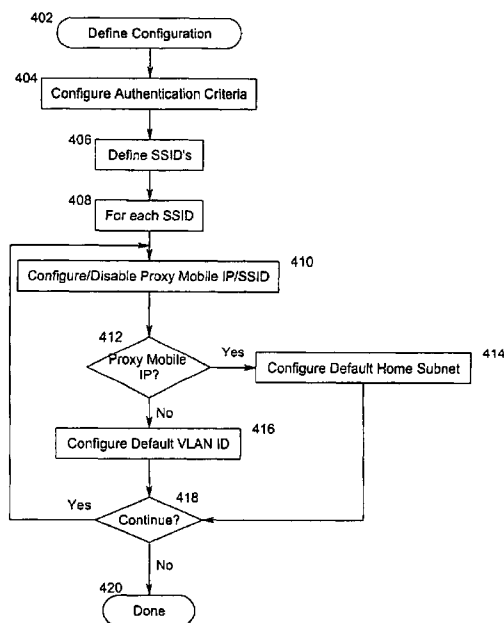 402
Define Configuration
404
Configure Authentication Criteria
406
Define SSID's
408
For each SSID
Configure/Disable Proxy Mobile IP/SSID
410
412
Proxy Mobile
IP?
Yes
Configure Default Home Subnet
414
No
416
Configure Default VLAN ID
Yes
418
Continue?
No
420
Done